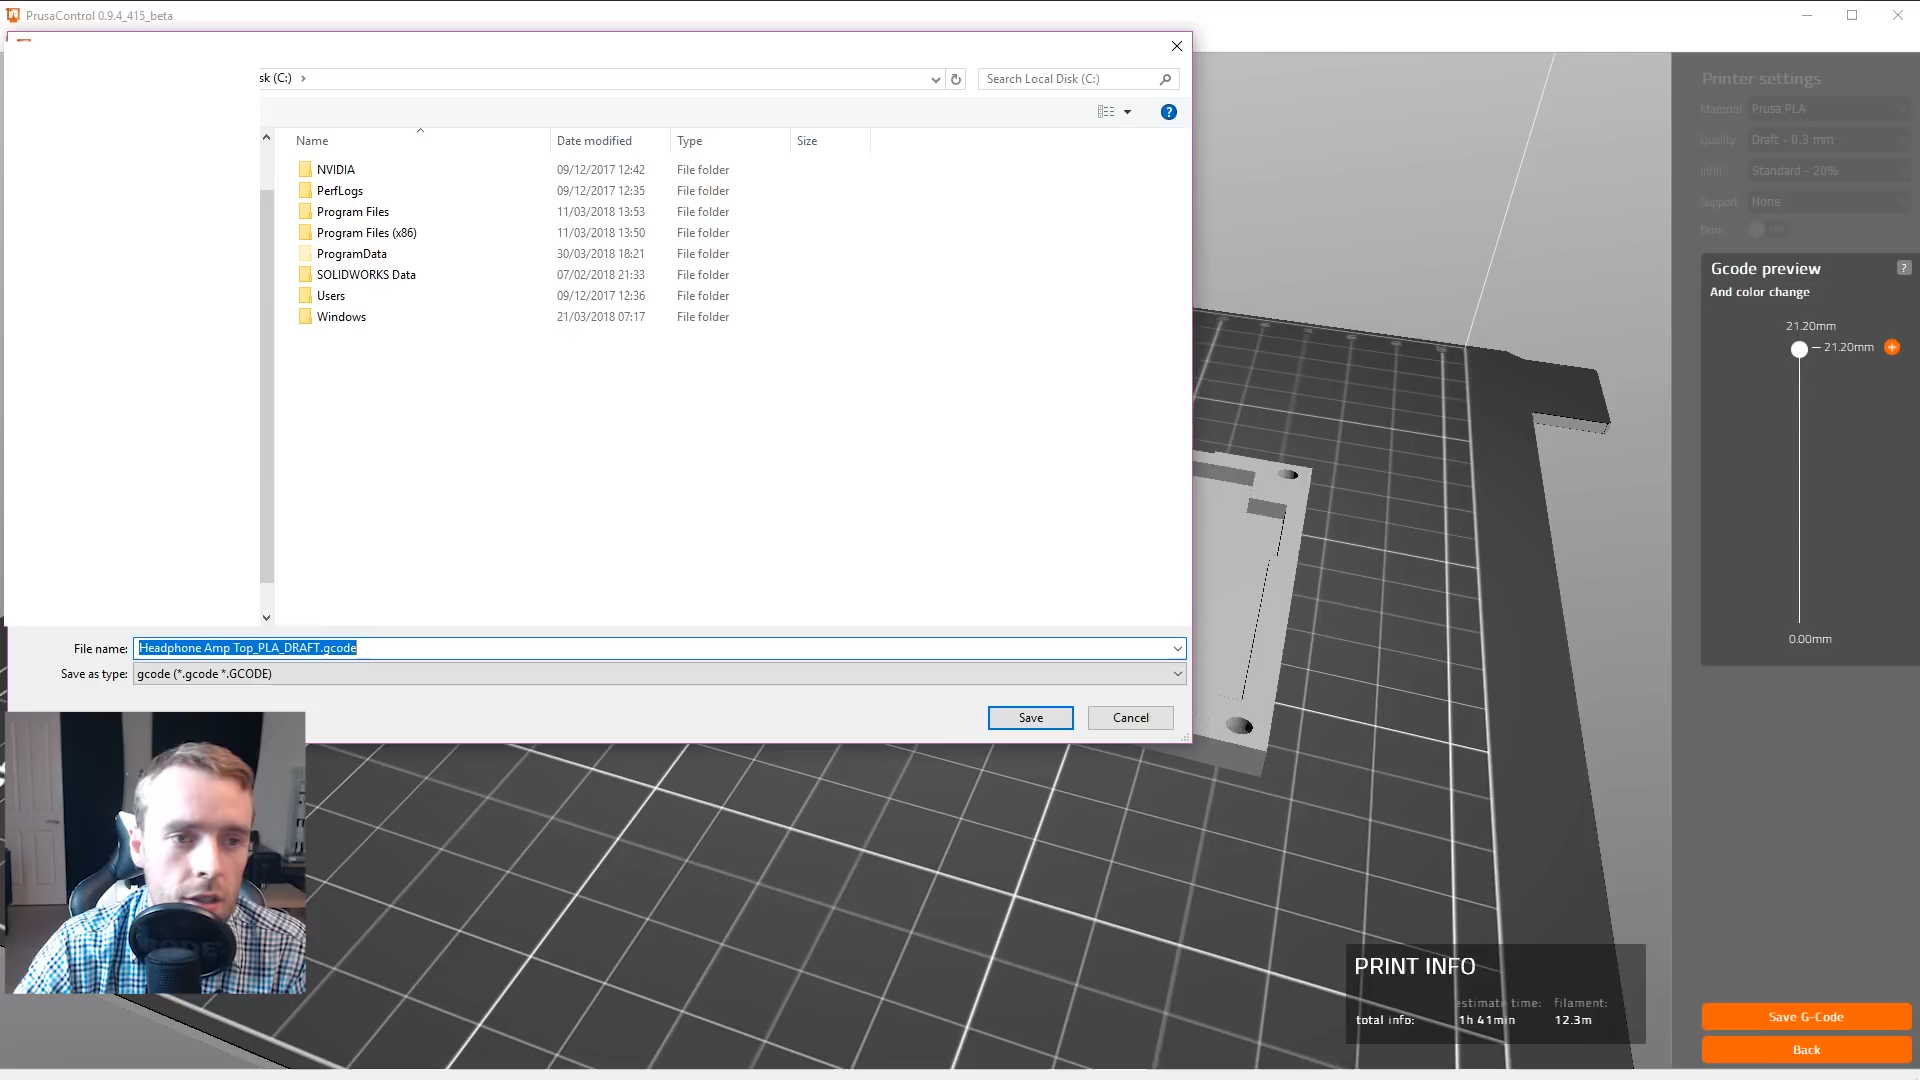 PrusaControl 0.9.4_415_beta
sk (C:)
Search Local Disk (C:)
?
Name Date modified Type Size
NVIDIA 09/12/2017 12:42 File folder
PerfLogs 09/12/2017 12:35 File folder
Program Files 11/03/2018 13:53 File folder
Program Files (x86) 11/03/2018 13:50 File folder
ProgramData 30/03/2018 18:21 File folder
SOLIDWORKS Data 07/02/2018 21:33 File folder
Users 09/12/2017 12:36 File folder
Windows 21/03/2018 07:17 File folder
File name: Headphone Amp Top_PLA_DRAFT.gcode
Save as type: gcode (*.gcode *.GCODE)
Save Cancel
Printer settings
Material Prusa PLA
Quality Draft - 0.3 mm
Infill Standard - 20%
Support None
Brim Off
Gcode preview ?
And color change
21.20mm
21.20mm
0.00mm
PRINT INFO
estimate time: filament:
total info: 1h 41min 12.3m
Save G-Code
Back